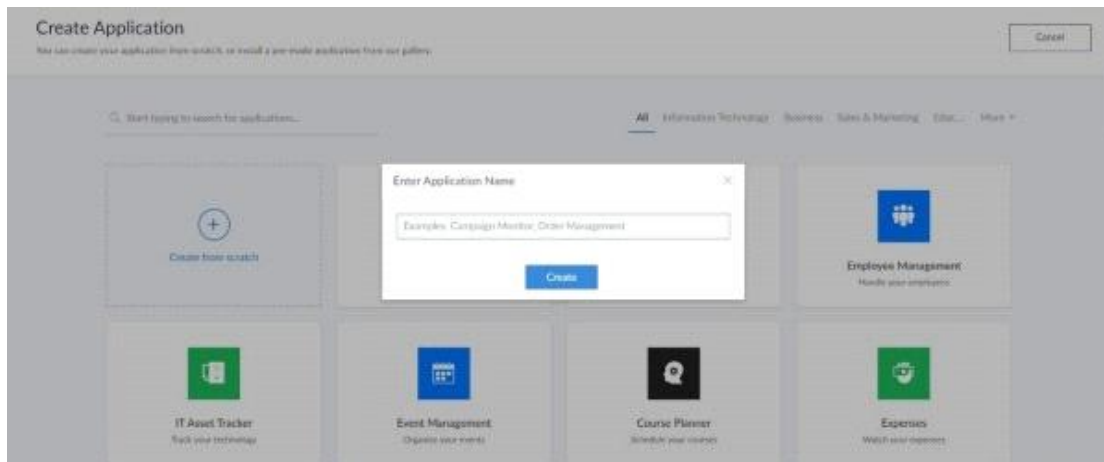 Create Application
You can create your application from scratch, or install a pre-made application from our gallery.
Cancel
Start typing to search for applications...
All Information Technology Business Sales & Marketing Educ... More
Enter Application Name
Examples: Campaign Monitor, Order Management
Create
Create from scratch
Employee Management
Handle your employees
IT Asset Tracker
Track your technology
Event Management
Organize your events
Course Planner
Schedule your courses
Expenses
Watch your expenses